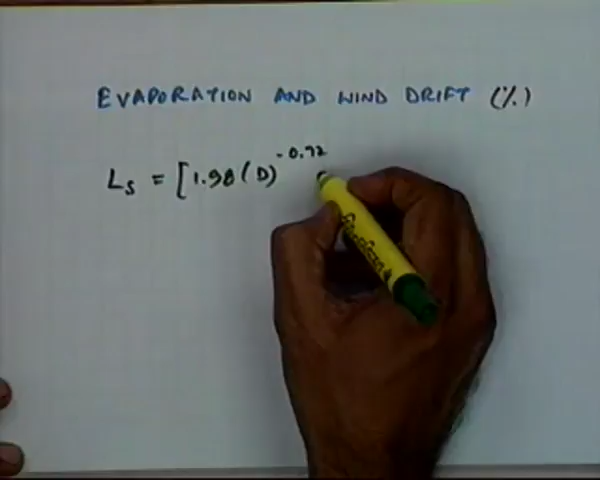 EVAPORATION AND WIND DRIFT (%)
Ls = [1.98 (D)^-0.72